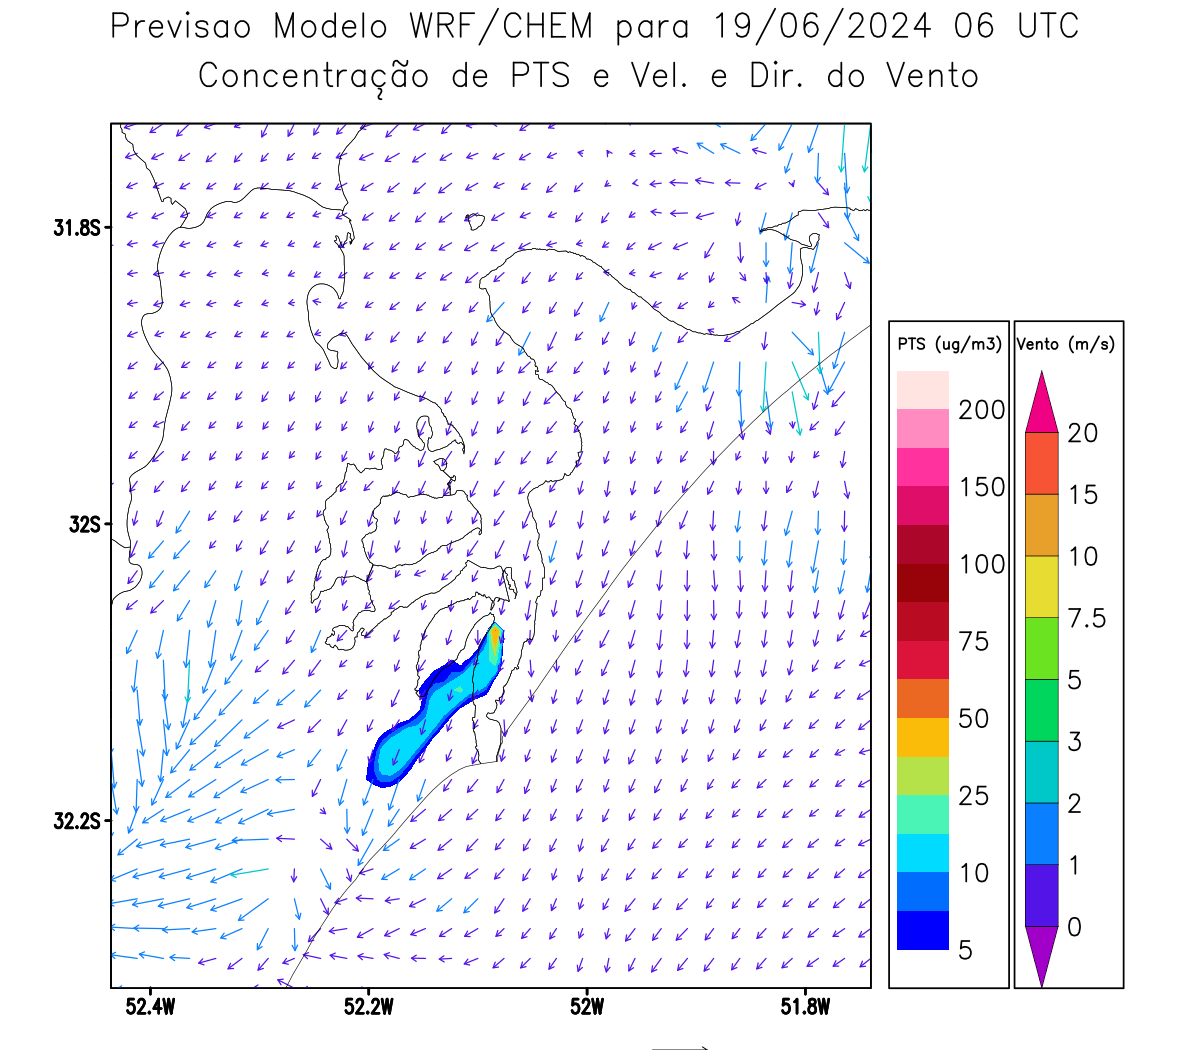 Previsao Modelo WRF/CHEM para 19/06/2024 06 UTC
Concentração de PTS e Vel. e Dir. do Vento
31.8S
32S
32.2S
52.4W
52.2W
52W
51.8W
PTS (ug/m3)
200
150
100
75
50
25
10
5
Vento (m/s)
20
15
10
7.5
5
3
2
1
0